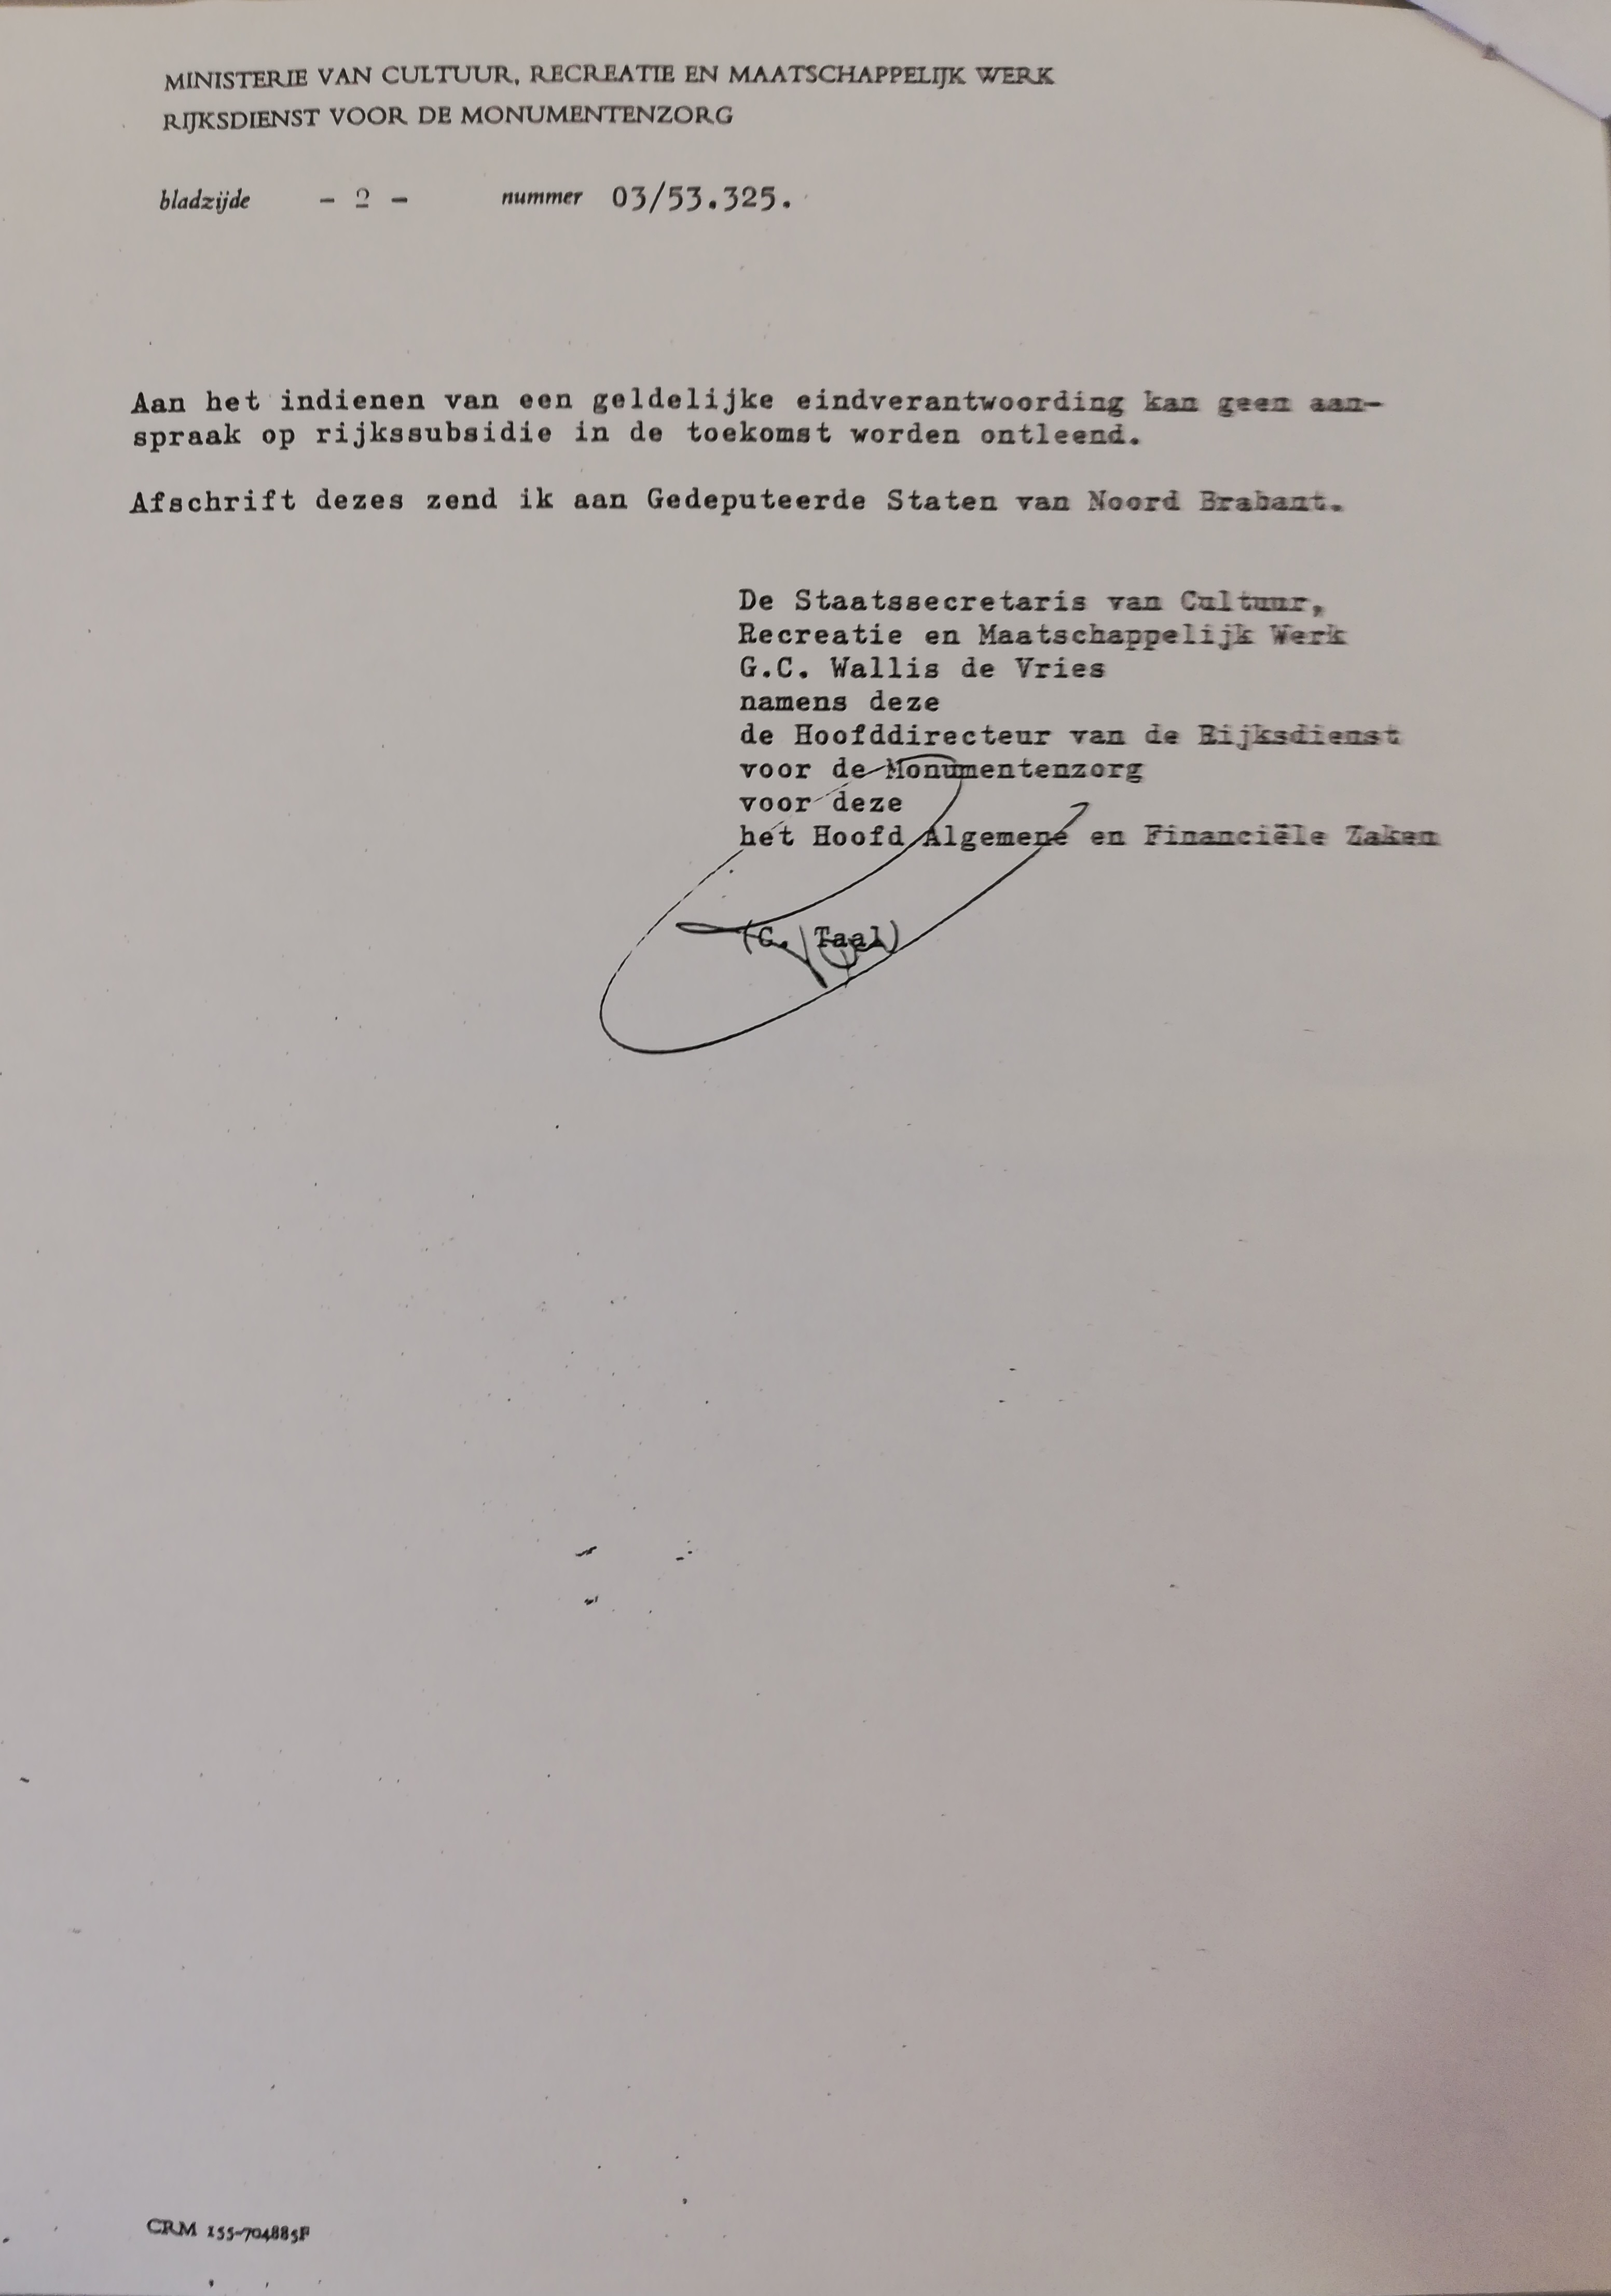 MINISTERIE VAN CULTUUR, RECREATIE EN MAATSCHAPPELIJK WERK
RIJKSDIENST VOOR DE MONUMENTENZORG
bladzijde - 2 - nummer 03/53.325.
Aan het indienen van een geldelijke eindverantwoording kan geen aan-
spraak op rijkssubsidie in de toekomst worden ontleend.
Afschrift dezes zend ik aan Gedeputeerde Staten van Noord Brabant.
De Staatssecretaris van Cultuur,
Recreatie en Maatschappelijk Werk
G.C. Wallis de Vries
namens deze
de Hoofddirecteur van de Rijksdienst
voor de Monumentenzorg
voor deze
het Hoofd Algemene en Financiële Zaken
(C. Taal)
CRM 155-704885F